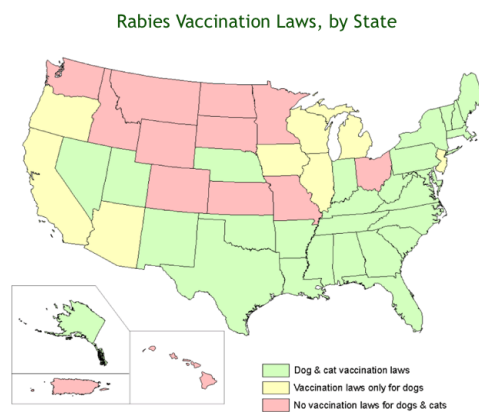 Rabies Vaccination Laws, by State
Dog & cat vaccination laws
Vaccination laws only for dogs
No vaccination laws for dogs & cats